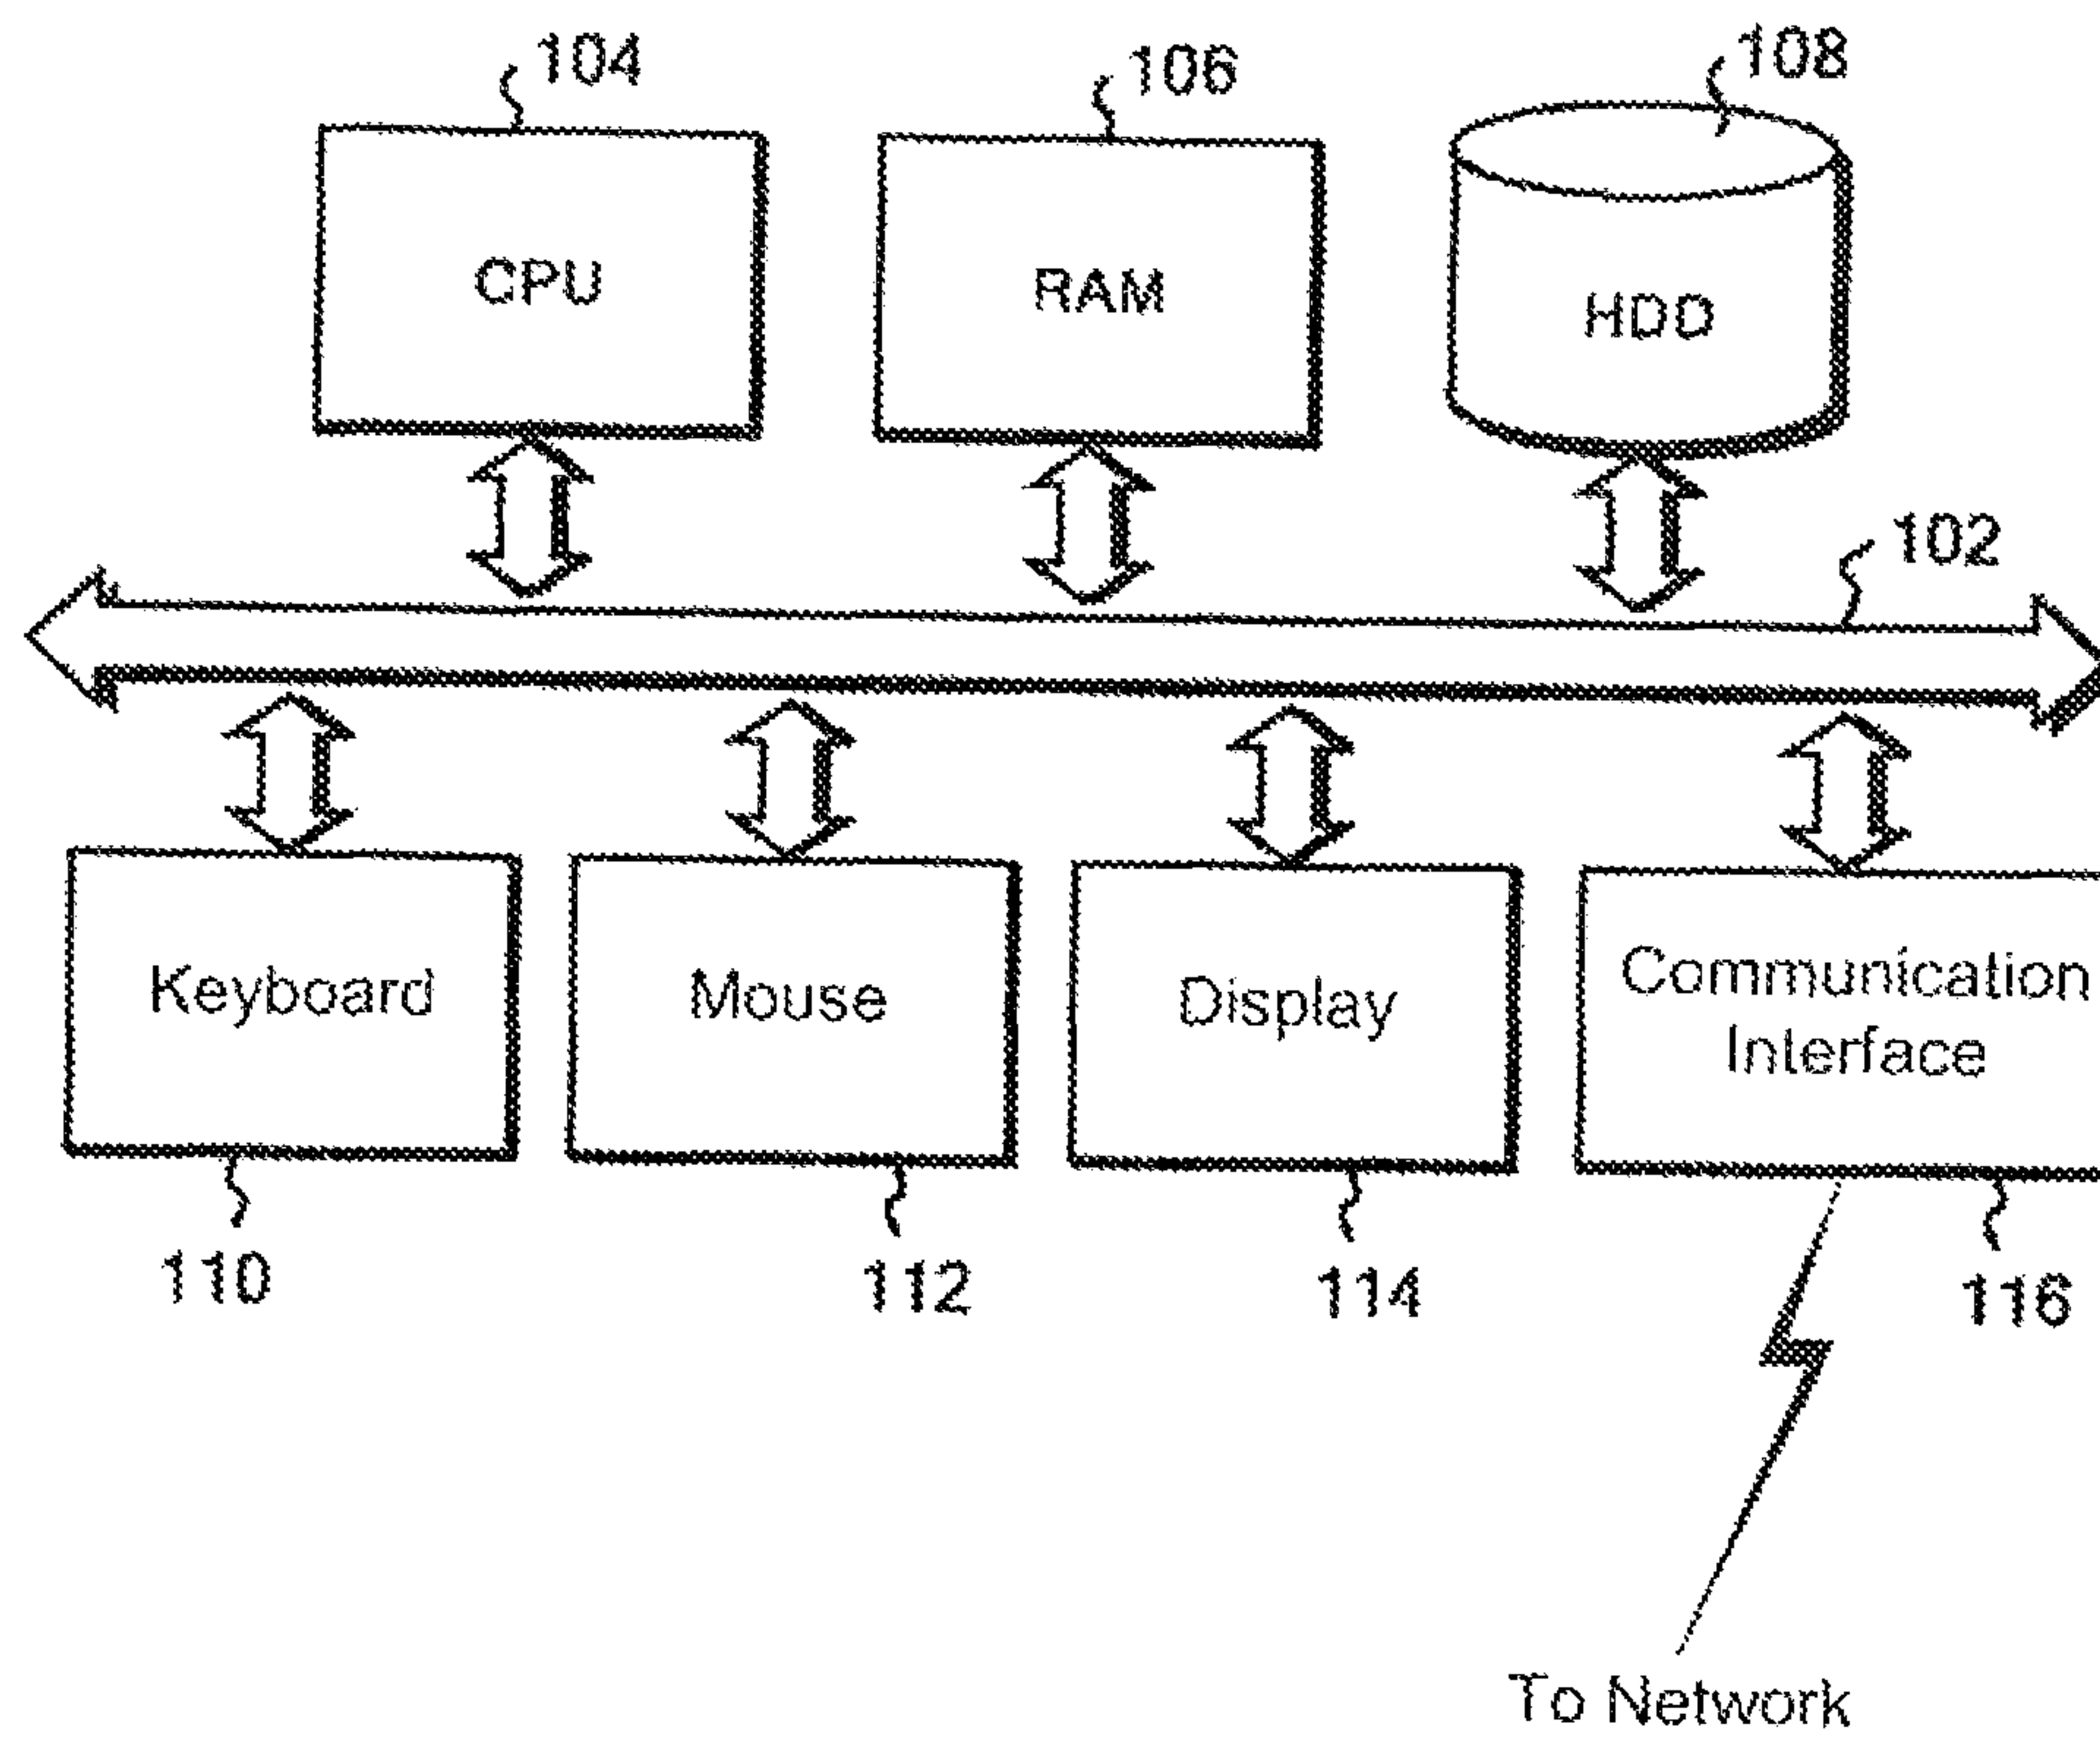 104
106
108
CPU
RAM
HDD
102
Keyboard
Mouse
Display
Communication
Interface
110
112
114
116
To Network